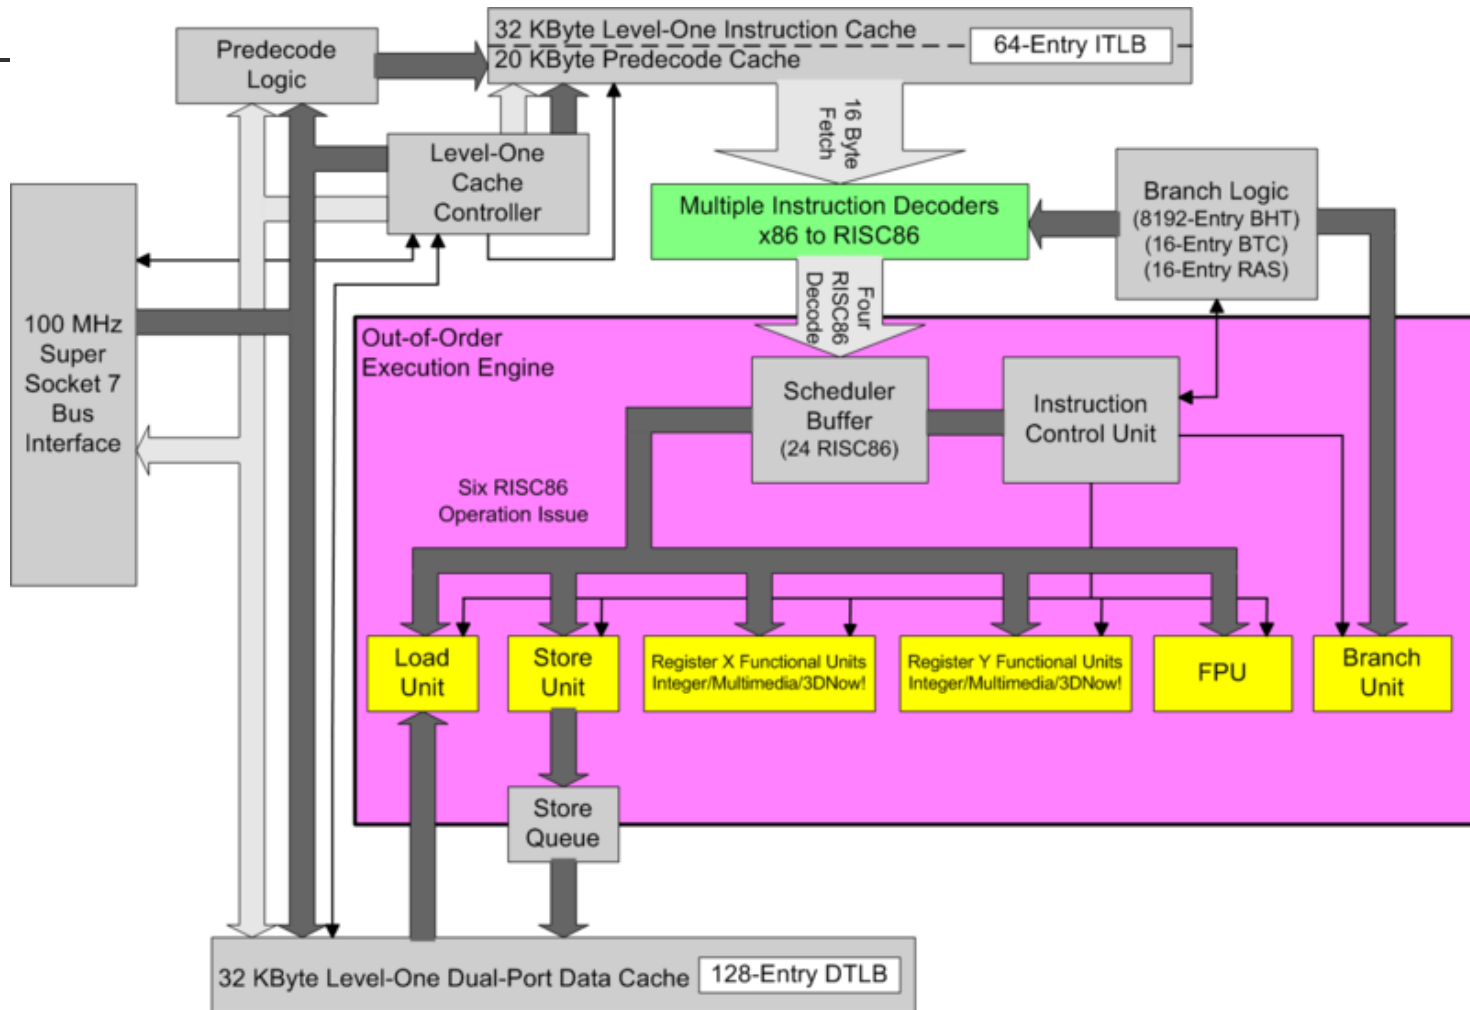 32 KByte Level-One Instruction Cache
64-Entry ITLB
20 KByte Predecode Cache
Predecode
Logic
16 Byte
Fetch
Level-One
Cache
Controller
Multiple Instruction Decoders
x86 to RISC86
Branch Logic
(8192-Entry BHT)
(16-Entry BTC)
(16-Entry RAS)
Four
RISC86
Decode
100 MHz
Super
Socket 7
Bus
Interface
Out-of-Order
Execution Engine
Scheduler
Buffer
(24 RISC86)
Instruction
Control Unit
Six RISC86
Operation Issue
Load
Unit
Store
Unit
Register X Functional Units
Integer/Multimedia/3DNow!
Register Y Functional Units
Integer/Multimedia/3DNow!
FPU
Branch
Unit
Store
Queue
32 KByte Level-One Dual-Port Data Cache
128-Entry DTLB